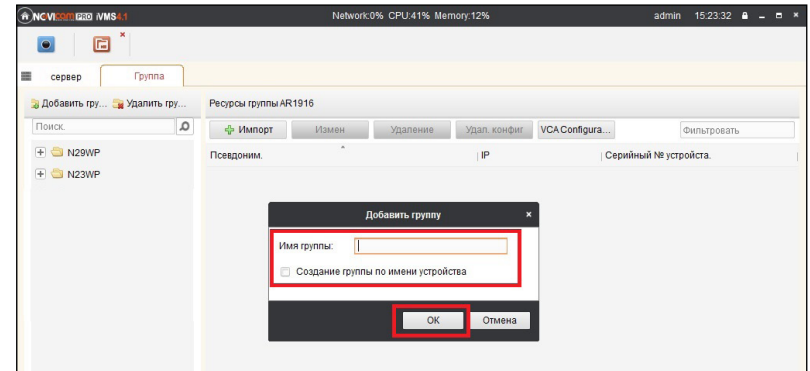 NOVIcam PRO iVMS4.1 Network:0% CPU:41% Memory:12% admin 15:23:32
сервер Группа
Добавить гру... Удалить гру... Ресурсы группы AR1916
Поиск. Импорт Измен Удаление Удал. конфиг VCA Configura... Фильтровать
N29WP Псевдоним. IP Серийный № устройста.
N23WP
Добавить группу
Имя группы:
Создание группы по имени устройства
OK Отмена